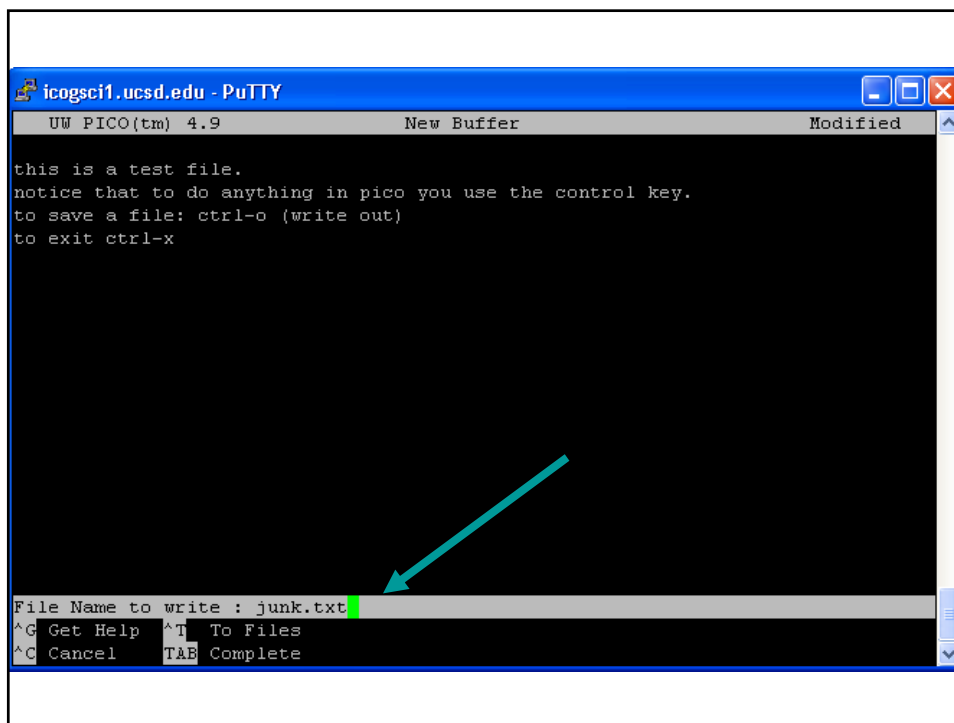 icogsci1.ucsd.edu - PuTTY
UW PICO(tm) 4.9 New Buffer Modified
this is a test file.
notice that to do anything in pico you use the control key.
to save a file: ctrl-o (write out)
to exit ctrl-x
File Name to write : junk.txt
^G Get Help ^T To Files
^C Cancel TAB Complete